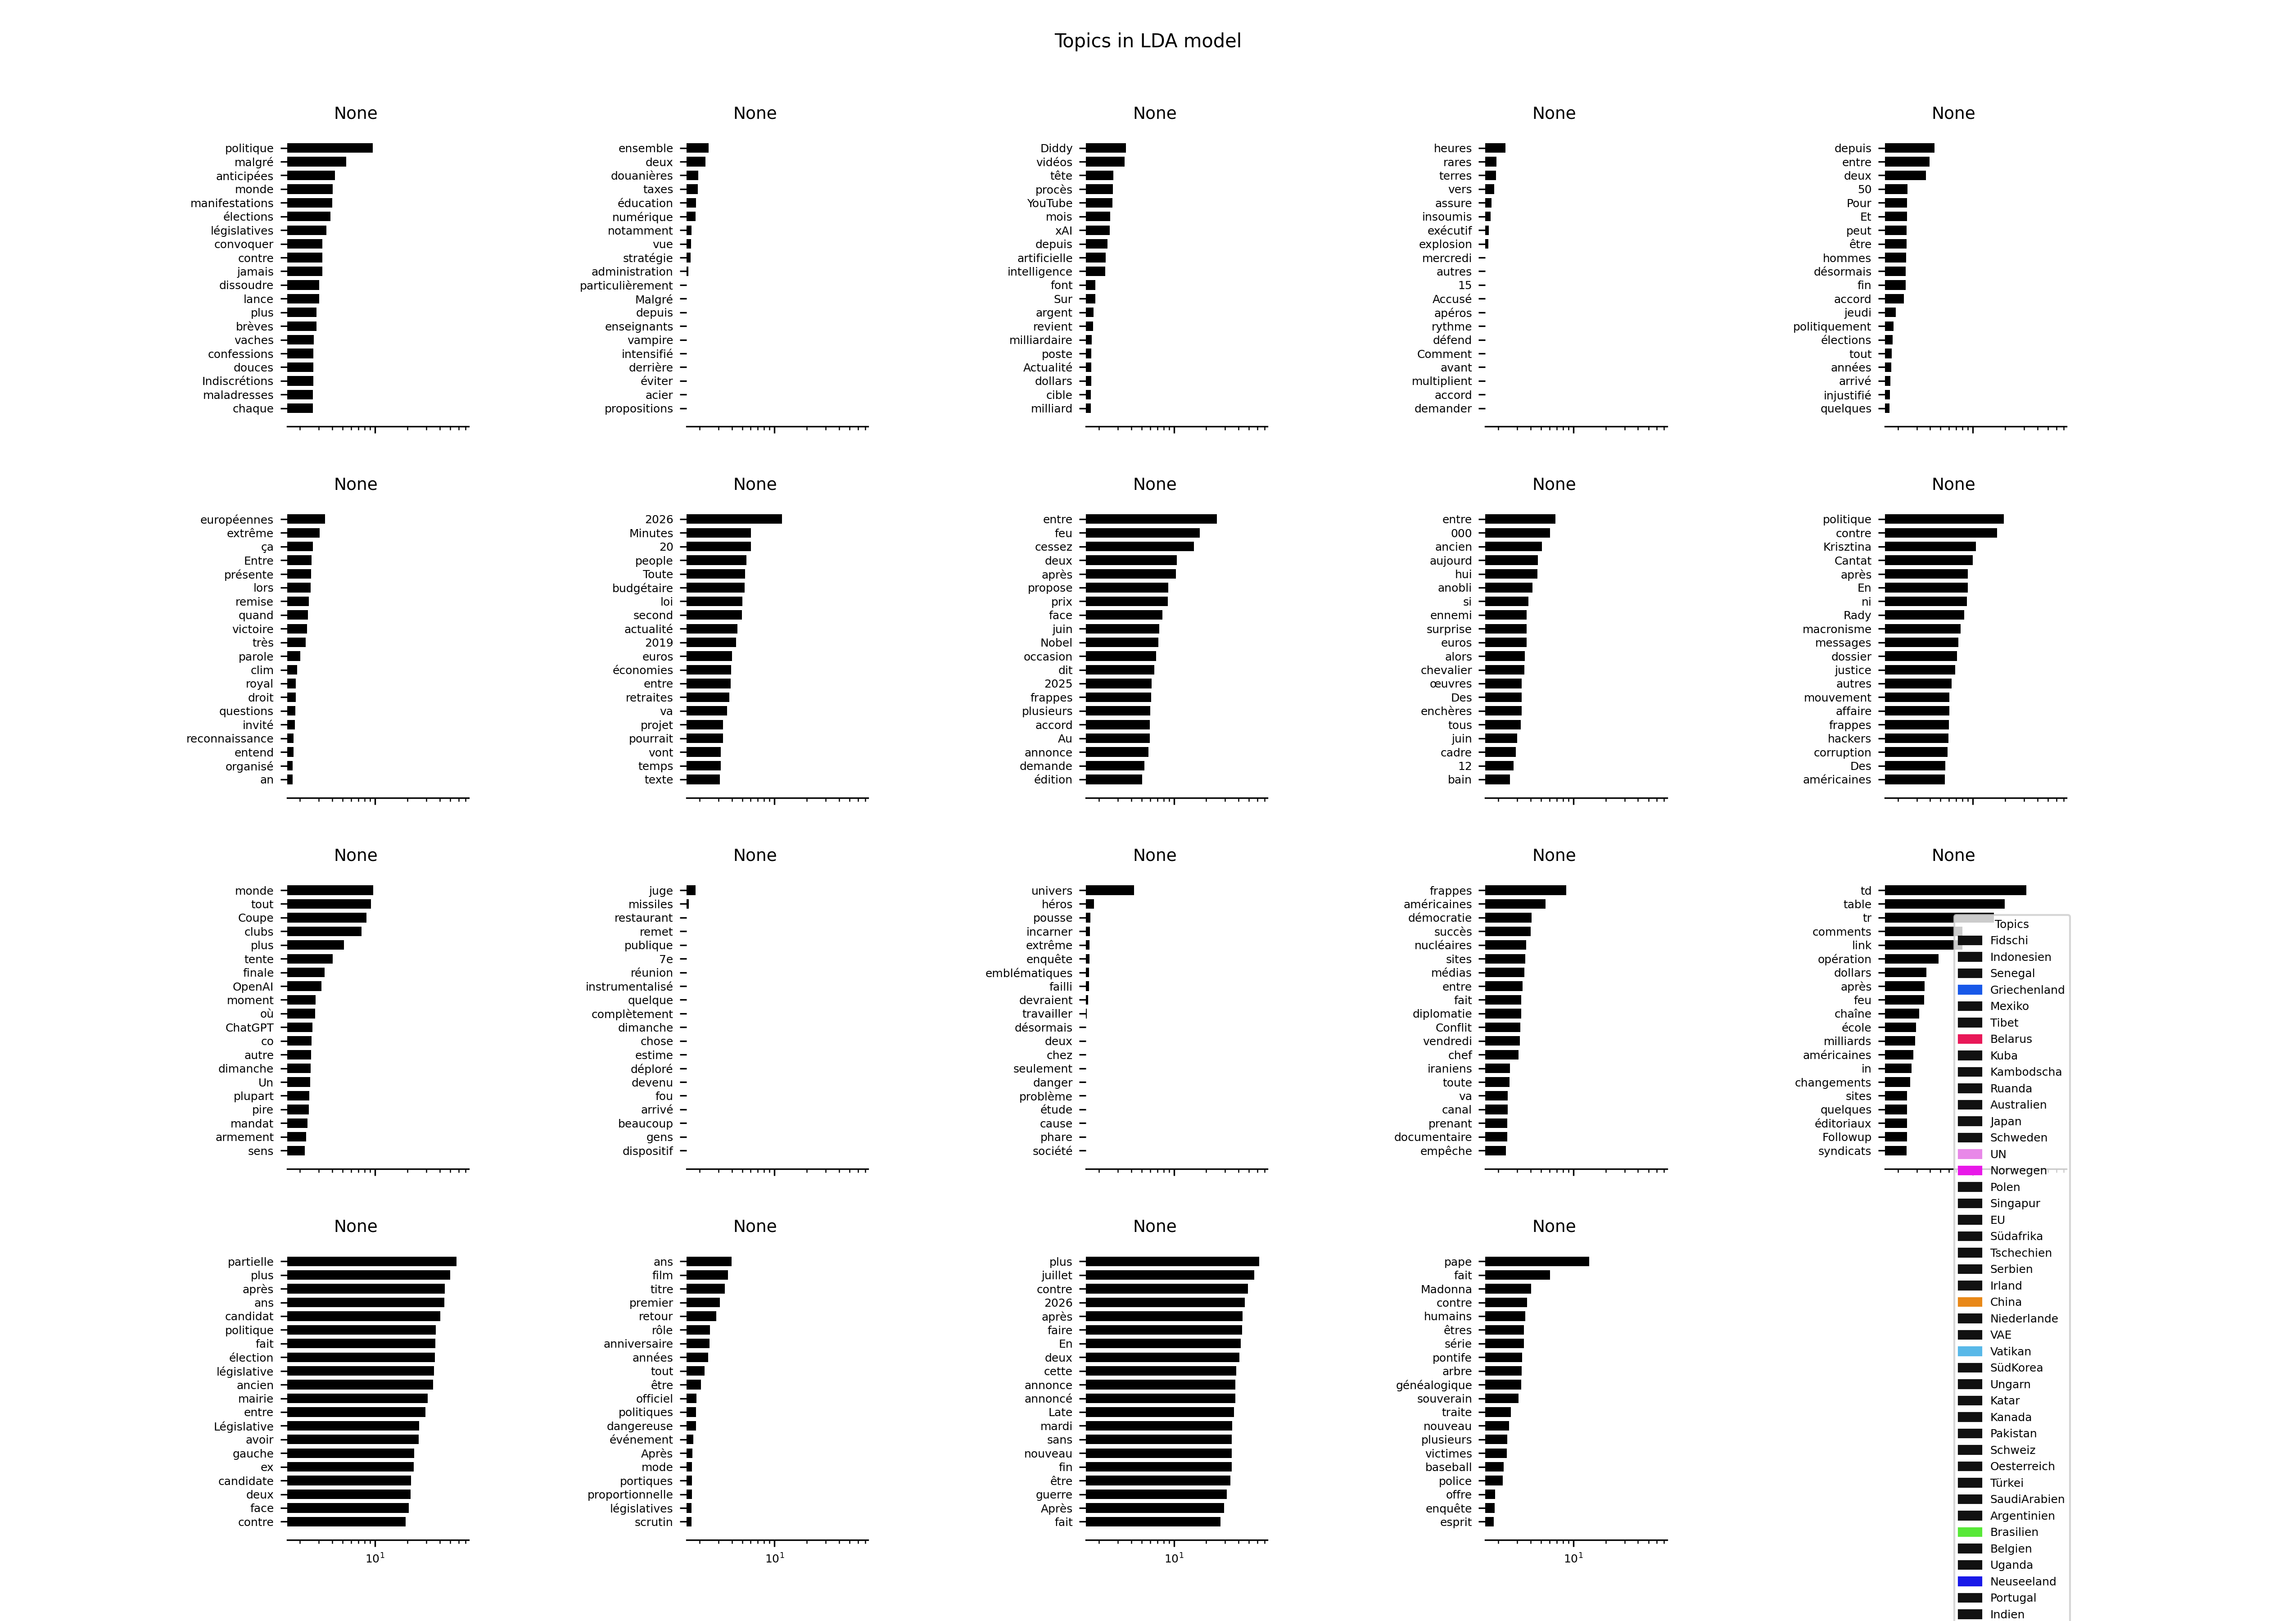 Topics in LDA model
None
politique
malgré
anticipées
monde
manifestations
élections
législatives
convoquer
contre
jamais
dissoudre
lance
plus
brèves
vaches
confessions
douces
Indiscrétions
maladresses
chaque
None
ensemble
deux
douanières
taxes
éducation
numérique
notamment
vue
stratégie
administration
particulièrement
Malgré
depuis
enseignants
vampire
intensifié
derrière
éviter
acier
propositions
None
Diddy
vidéos
tête
procès
YouTube
mois
xAI
depuis
artificielle
intelligence
font
Sur
argent
revient
milliardaire
poste
Actualité
dollars
cible
milliard
None
heures
rares
terres
vers
assure
insoumis
exécutif
explosion
mercredi
autres
15
Accusé
apéros
rythme
défend
Comment
avant
multiplient
accord
demander
None
depuis
entre
deux
50
Pour
Et
peut
être
hommes
désormais
fin
accord
jeudi
politiquement
élections
tout
années
arrivé
injustifié
quelques
None
européennes
extrême
ça
Entre
présente
lors
remise
quand
victoire
très
parole
clim
royal
droit
questions
invité
reconnaissance
entend
organisé
an
None
2026
Minutes
20
people
Toute
budgétaire
loi
second
actualité
2019
euros
économies
entre
retraites
va
projet
pourrait
vont
temps
texte
None
entre
feu
cessez
deux
après
propose
prix
face
juin
Nobel
occasion
dit
2025
frappes
plusieurs
accord
Au
annonce
demande
édition
None
entre
000
ancien
aujourd
hui
anobli
si
ennemi
surprise
euros
alors
chevalier
œuvres
Des
enchères
tous
juin
cadre
12
bain
None
politique
contre
Krisztina
Cantat
après
En
ni
Rady
macronisme
messages
dossier
justice
autres
mouvement
affaire
frappes
hackers
corruption
Des
américaines
None
monde
tout
Coupe
clubs
plus
tente
finale
OpenAI
moment
où
ChatGPT
co
autre
dimanche
Un
plupart
pire
mandat
armement
sens
None
juge
missiles
restaurant
remet
publique
7e
réunion
instrumentalisé
quelque
complètement
dimanche
chose
estime
déploré
devenu
fou
arrivé
beaucoup
gens
dispositif
None
univers
héros
pousse
incarner
extrême
enquête
emblématiques
failli
devraient
travailler
désormais
deux
chez
seulement
danger
problème
étude
cause
phare
société
None
frappes
américaines
démocratie
succès
nucléaires
sites
médias
entre
fait
diplomatie
Conflit
vendredi
chef
iraniens
toute
va
canal
prenant
documentaire
empêche
None
td
table
tr
comments
link
opération
dollars
après
feu
chaîne
école
milliards
américaines
in
changements
sites
quelques
éditoriaux
Followup
syndicats
None
partielle
plus
après
ans
candidat
politique
fait
élection
législative
ancien
mairie
entre
Législative
avoir
gauche
ex
candidate
deux
face
contre
10¹
None
ans
film
titre
premier
retour
rôle
anniversaire
années
tout
être
officiel
politiques
dangereuse
événement
Après
mode
portiques
proportionnelle
législatives
scrutin
10¹
None
plus
juillet
contre
2026
après
faire
En
deux
cette
annonce
annoncé
Late
mardi
sans
nouveau
fin
être
guerre
Après
fait
10¹
None
pape
fait
Madonna
contre
humains
êtres
série
pontife
arbre
généalogique
souverain
traite
nouveau
plusieurs
victimes
baseball
police
offre
enquête
esprit
10¹
Topics
Fidschi
Indonesien
Senegal
Griechenland
Mexiko
Tibet
Belarus
Kuba
Kambodscha
Ruanda
Australien
Japan
Schweden
UN
Norwegen
Polen
Singapur
EU
Südafrika
Tschechien
Serbien
Irland
China
Niederlande
VAE
Vatikan
SüdKorea
Ungarn
Katar
Kanada
Pakistan
Schweiz
Oesterreich
Türkei
SaudiArabien
Argentinien
Brasilien
Belgien
Uganda
Neuseeland
Portugal
Indien